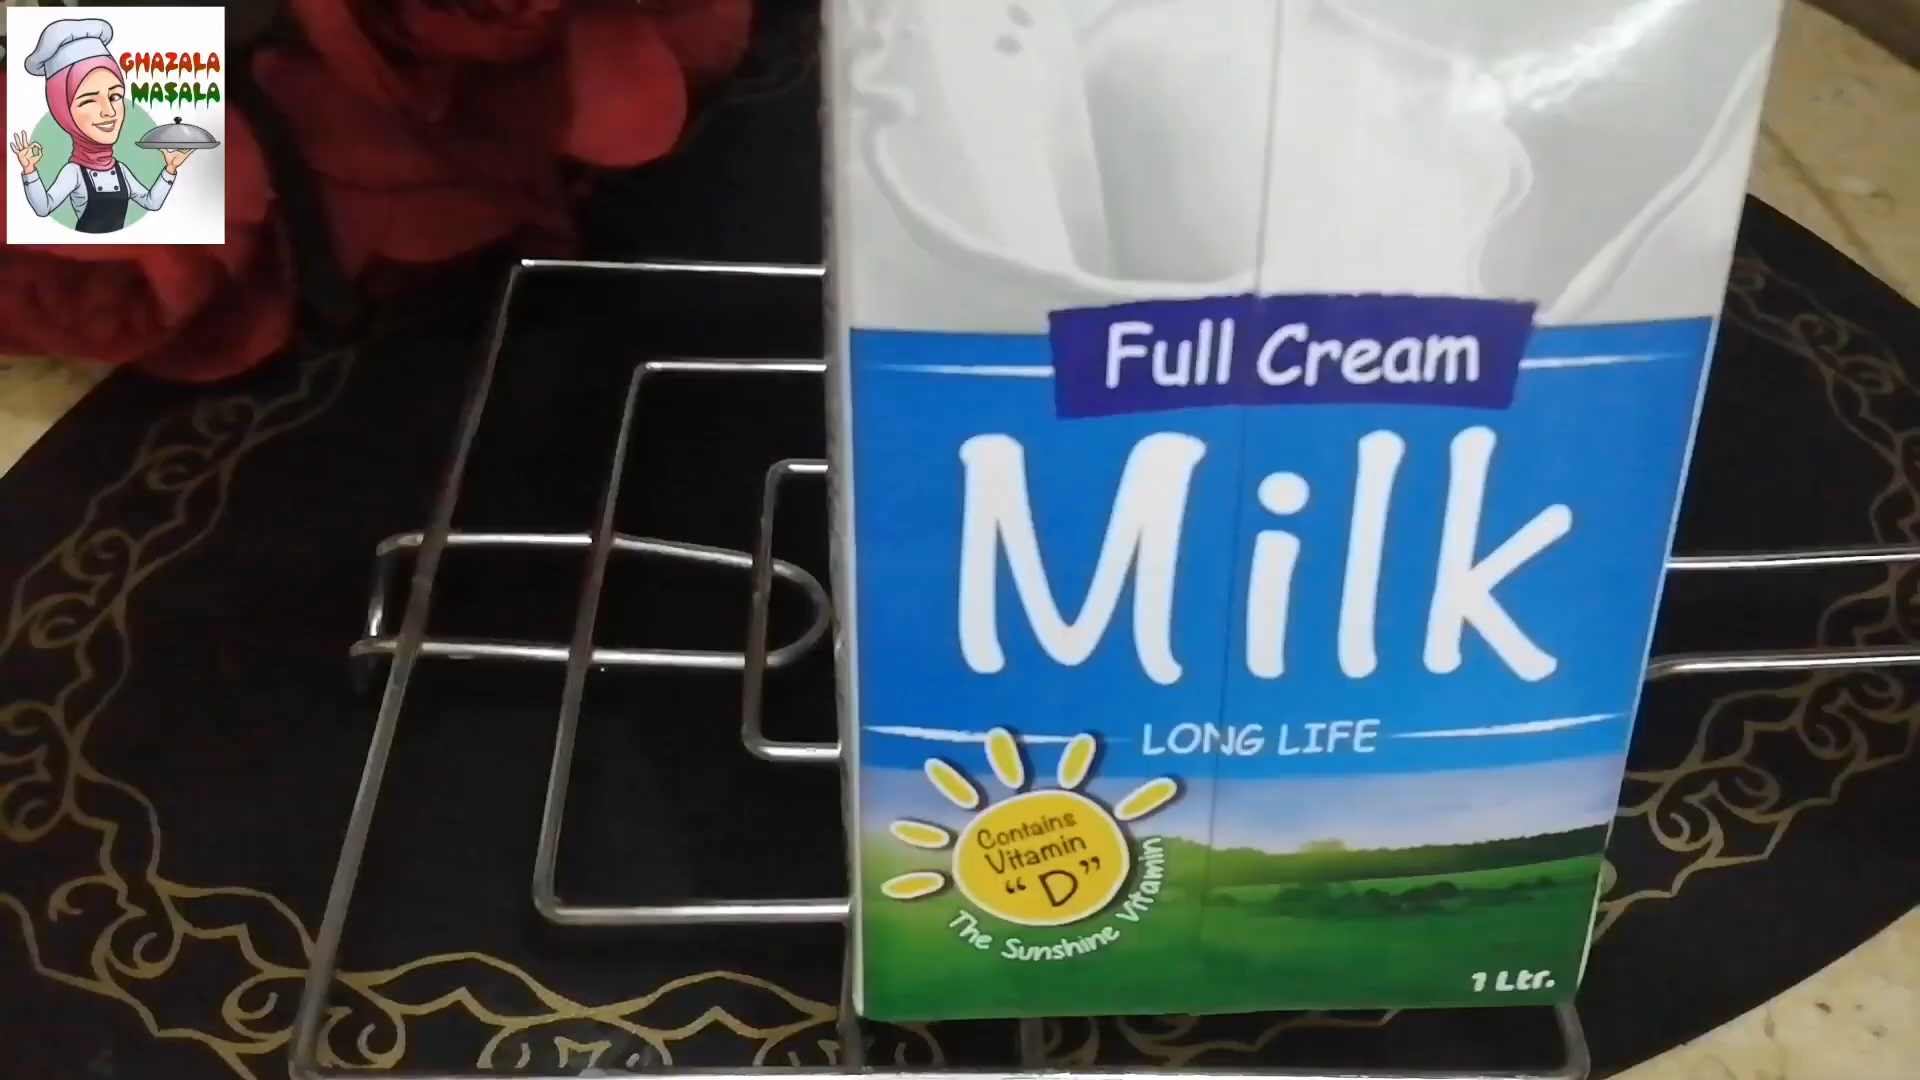 GHAZALA
MASALA
Full Cream
Milk
LONG LIFE
Contains
Vitamin
“D”
The Sunshine Vitamin
1 Ltr.